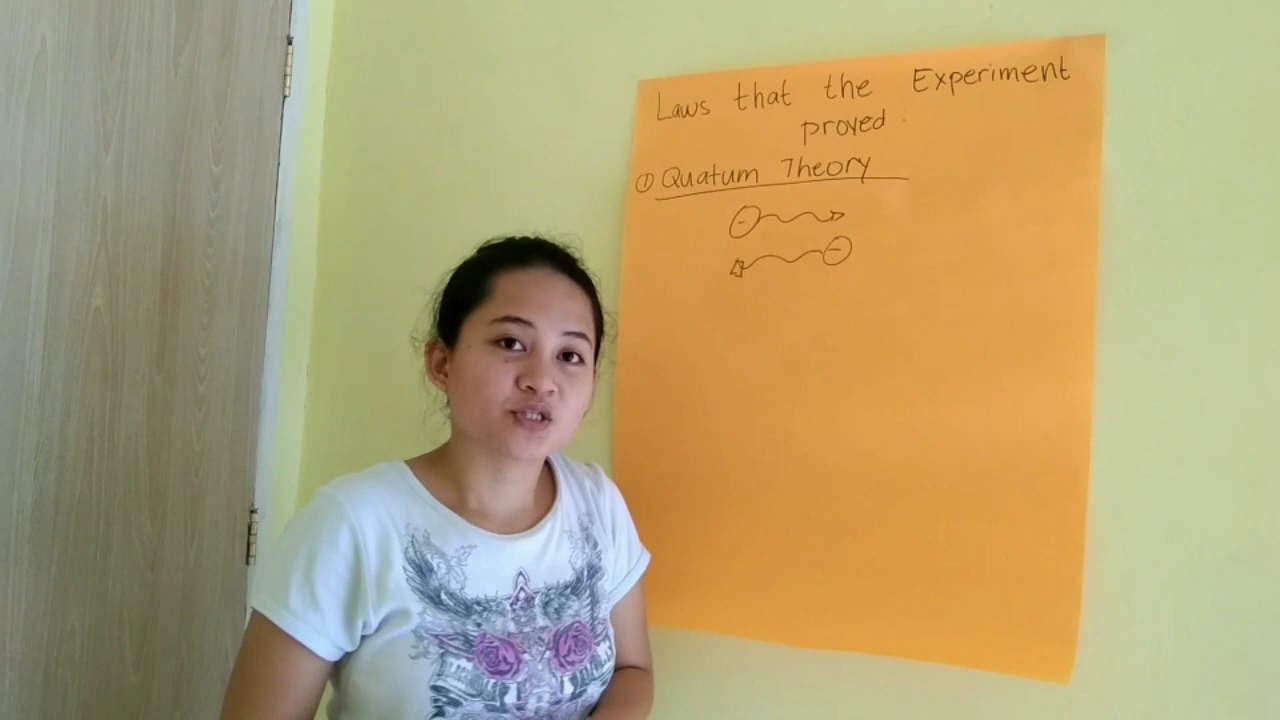 Laws that the Experiment
proved.
① Quatum Theory